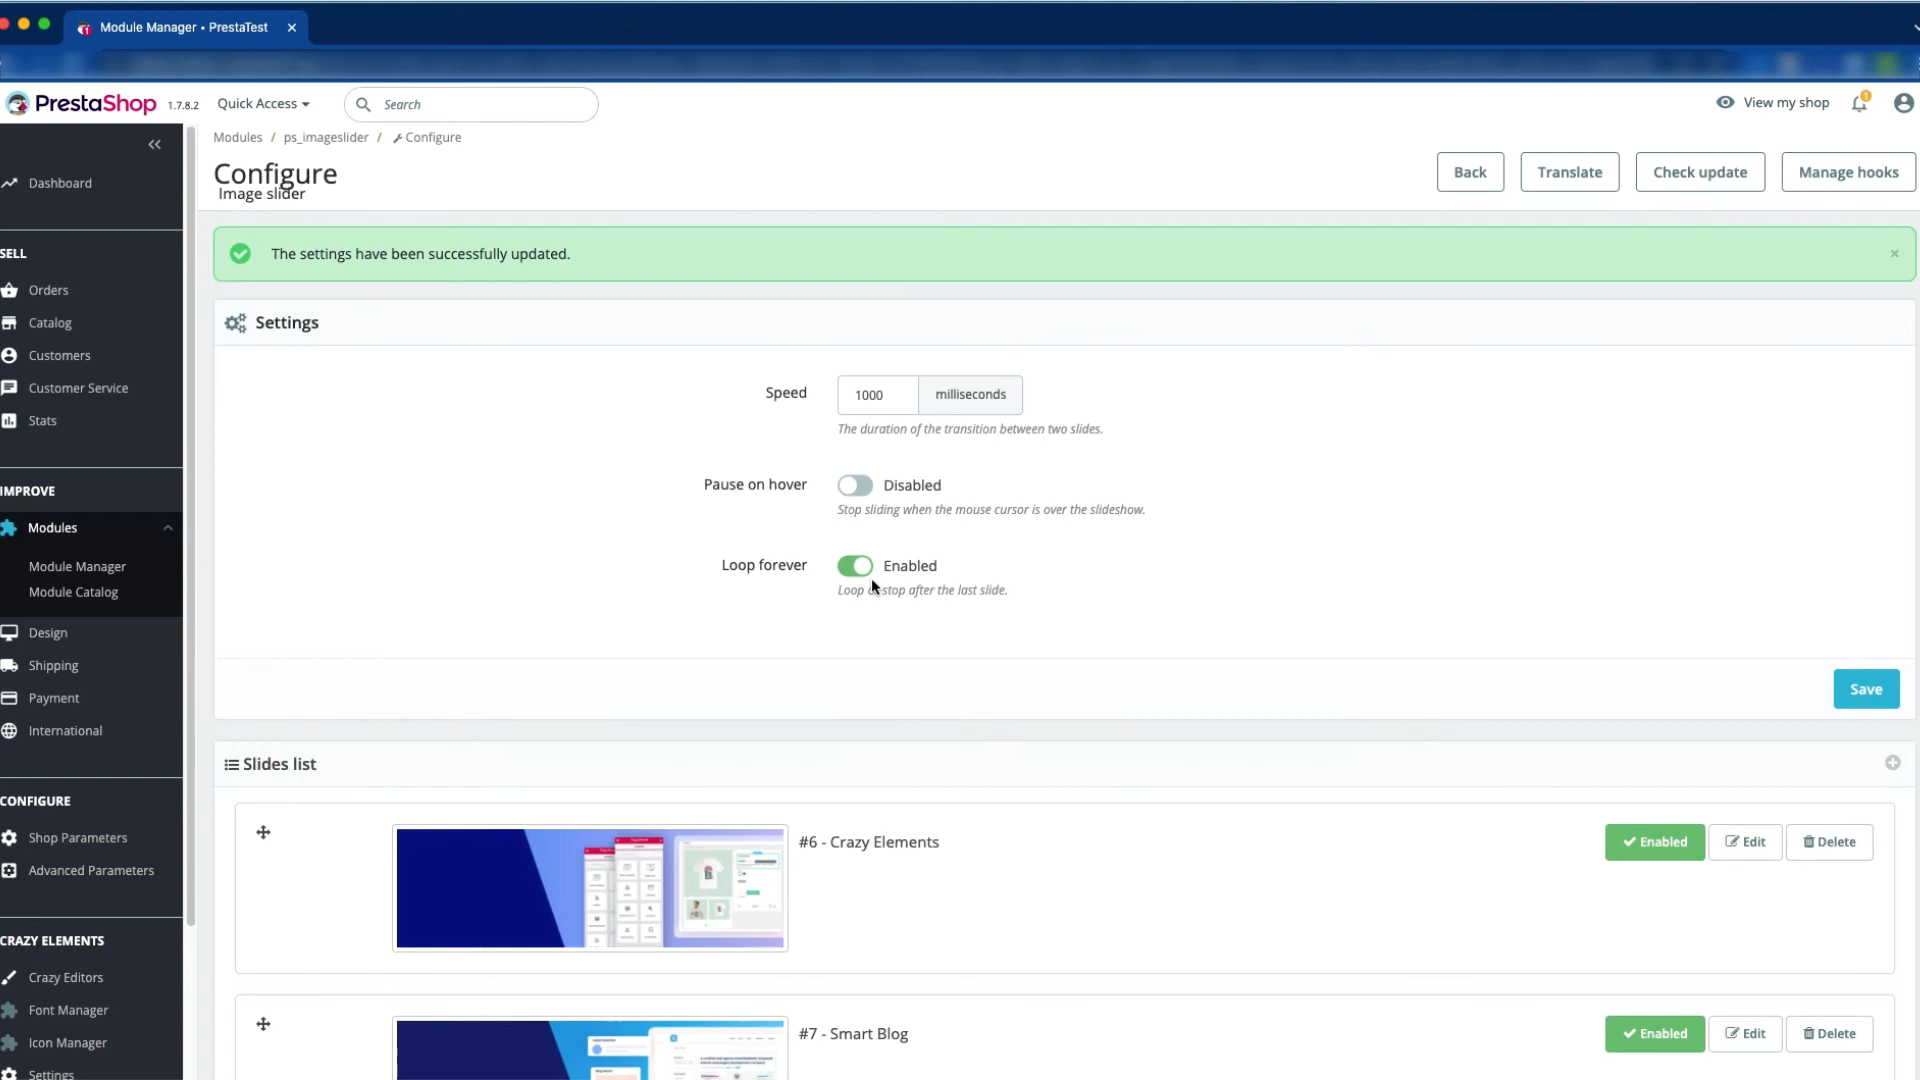 Module Manager • PrestaTest
PrestaShop 1.7.8.2
Quick Access
Search
View my shop
1
Modules / ps_imageslider / Configure
Configure
Image slider
Back
Translate
Check update
Manage hooks
Dashboard
SELL
Orders
Catalog
Customers
Customer Service
Stats
IMPROVE
Modules
Module Manager
Module Catalog
Design
Shipping
Payment
International
CONFIGURE
Shop Parameters
Advanced Parameters
CRAZY ELEMENTS
Crazy Editors
Font Manager
Icon Manager
Settings
The settings have been successfully updated.
Settings
Speed
1000 milliseconds
The duration of the transition between two slides.
Pause on hover
Disabled
Stop sliding when the mouse cursor is over the slideshow.
Loop forever
Enabled
Loop stop after the last slide.
Save
Slides list
#6 - Crazy Elements
Enabled
Edit
Delete
#7 - Smart Blog
Enabled
Edit
Delete